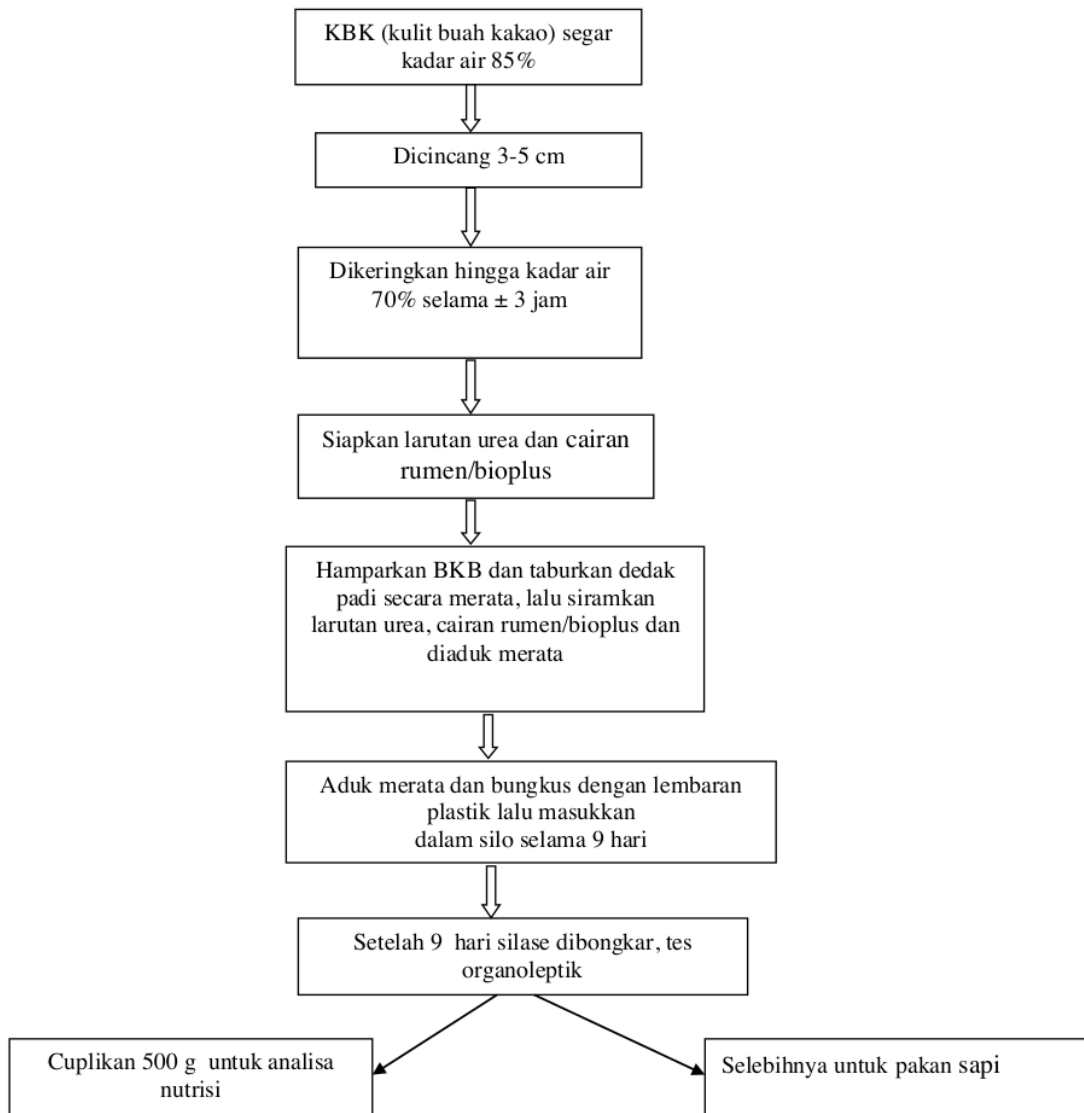 KBK (kulit buah kakao) segar
kadar air 85%
Dicincang 3-5 cm
Dikeringkan hingga kadar air
70% selama ± 3 jam
Siapkan larutan urea dan cairan
rumen/bioplus
Hamparkan BKB dan taburkan dedak
padi secara merata, lalu siramkan
larutan urea, cairan rumen/bioplus dan
diaduk merata
Aduk merata dan bungkus dengan lembaran
plastik lalu masukkan
dalam silo selama 9 hari
Setelah 9 hari silase dibongkar, tes
organoleptik
Cuplikan 500 g untuk analisa
nutrisi
Selebihnya untuk pakan sapi